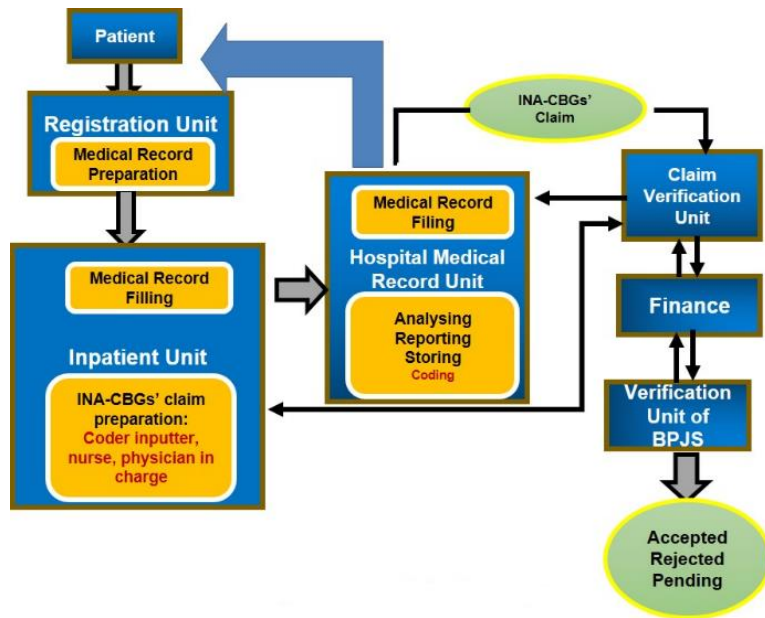 Patient
Registration Unit
Medical Record
Preparation
Medical Record
Filling
Inpatient Unit
INA-CBGs' claim
preparation:
Coder inputter,
nurse, physician in
charge
Medical Record
Filing
Hospital Medical
Record Unit
Analysing
Reporting
Storing
Coding
INA-CBGs'
Claim
Claim
Verification
Unit
Finance
Verification
Unit of
BPJS
Accepted
Rejected
Pending